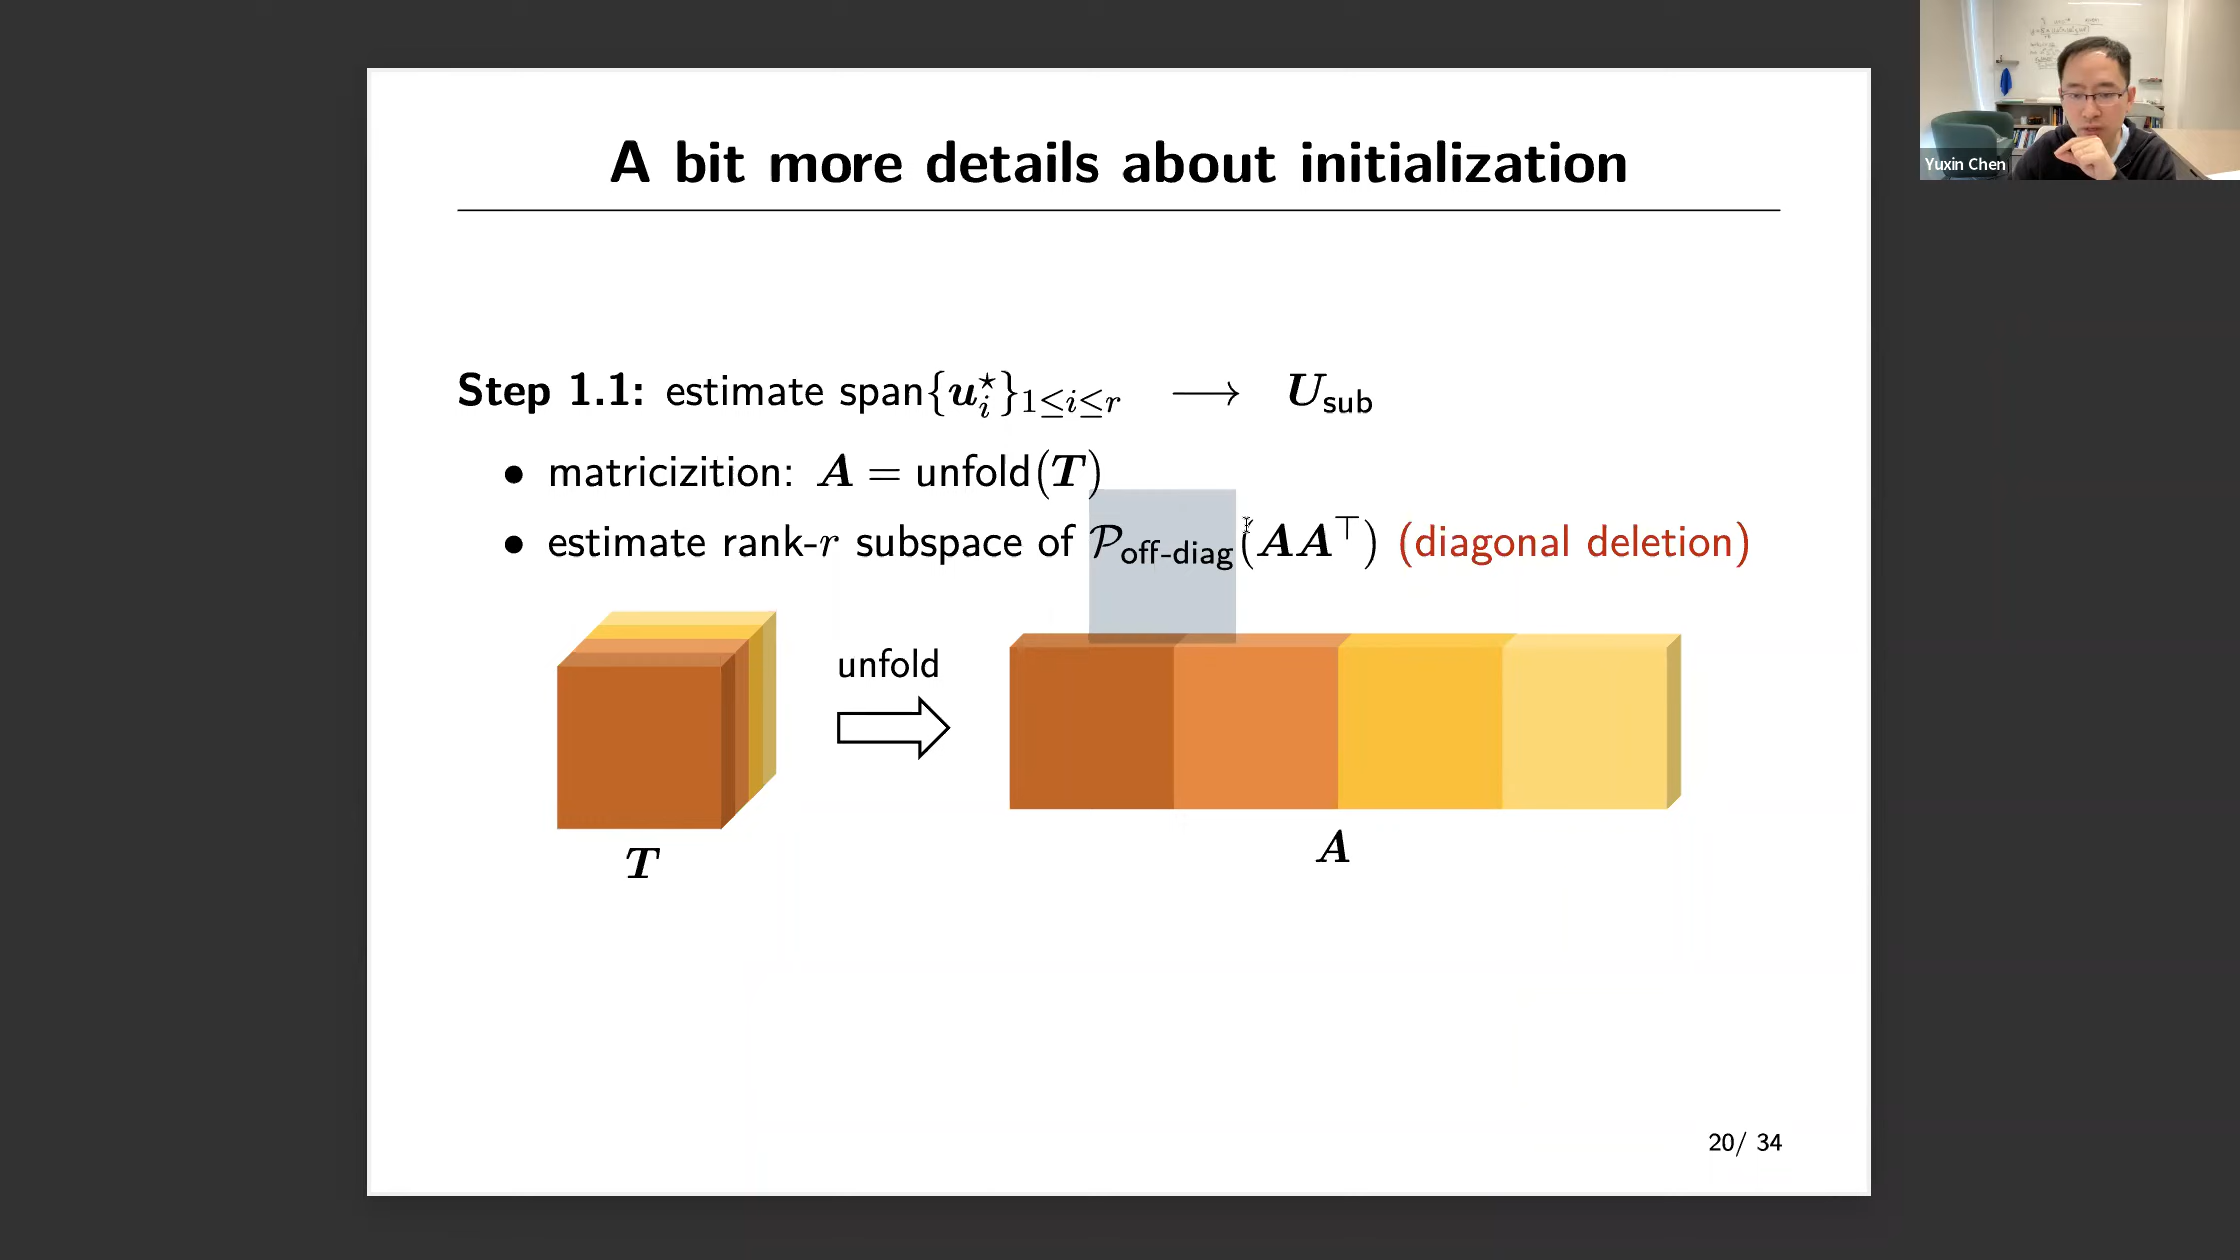 A bit more details about initialization
Yuxin Chen
Step 1.1: estimate span{u_i^⋆}_{1≤i≤r} ⟶ U_sub
• matricizition: A = unfold(T)
• estimate rank-r subspace of 𝒫_off-diag(AA^⊤) (diagonal deletion)
unfold
T
A
20/ 34